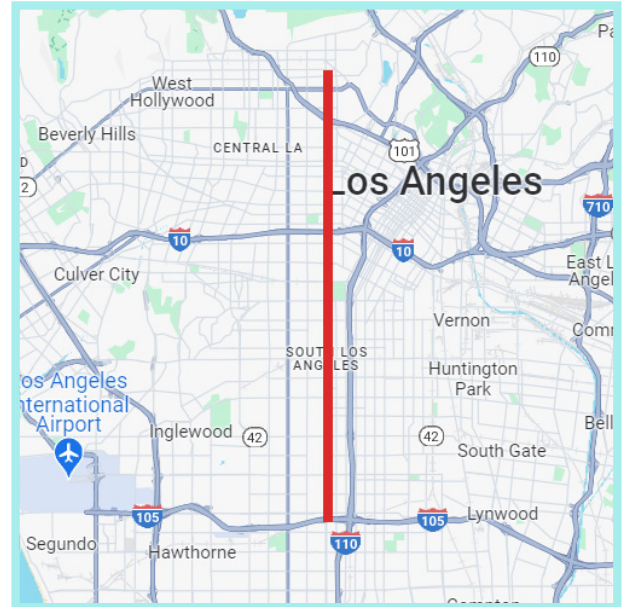 110
Pa
West
Hollywood
Beverly Hills
CENTRAL LA
101
D
2
Los Angeles
710
10
10
East L
Angel
Culver City
Vernon
Comm
SOUTH LOS
ANGELES
Huntington
Park
os Angeles
nternational
Airport
Inglewood
42
42
Bell
South Gate
105
105
Lynwood
110
Segundo
Hawthorne
Compton